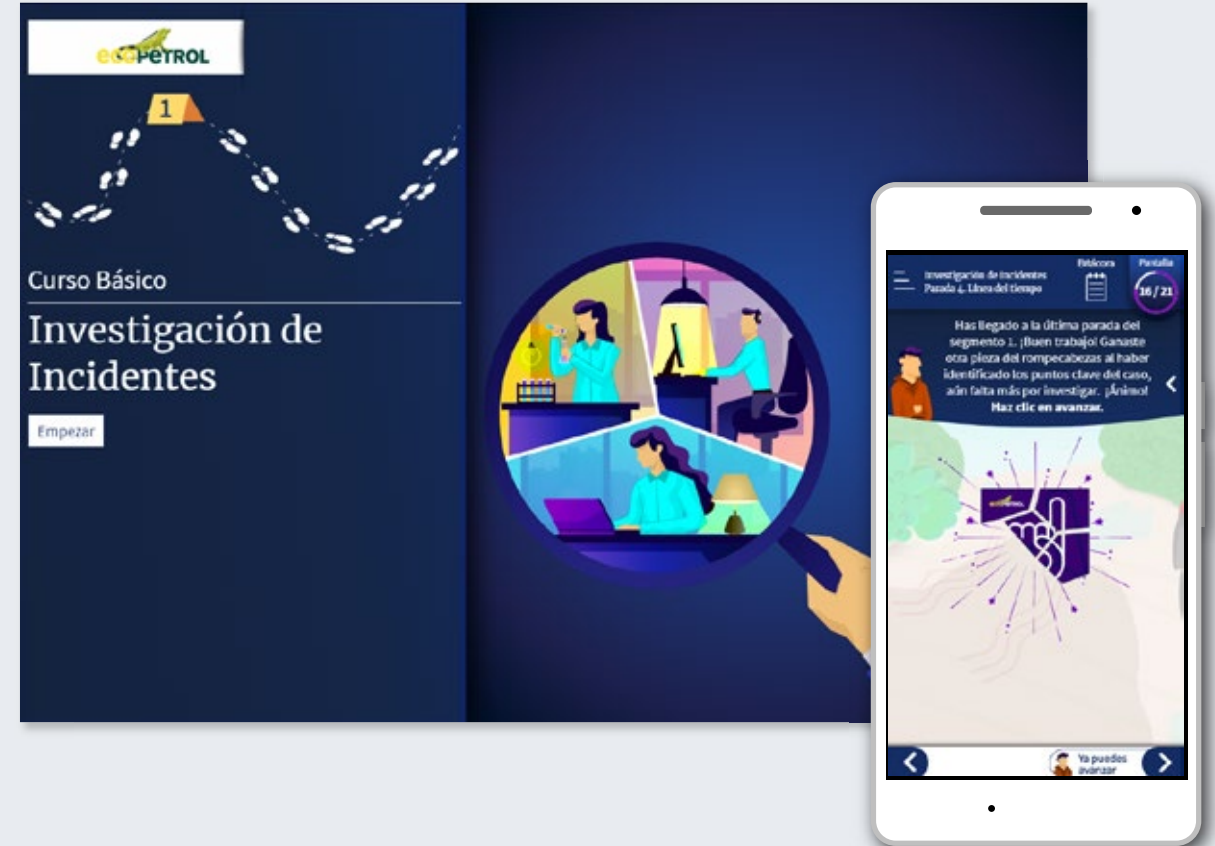 ecoPETROL
1
Curso Básico
Investigación de
Incidentes
Empezar
Investigación de Incidentes
Parada 4. Línea del tiempo
Bitácora
Pantalla
16/21
Has llegado a la última parada del
segmento 1. ¡Buen trabajo! Ganaste
otra pieza del rompecabezas al haber
identificado los puntos clave del caso,
aún falta más por investigar. ¡Ánimo!
Haz clic en avanzar.
ecoPETROL
Ya puedes
avanzar